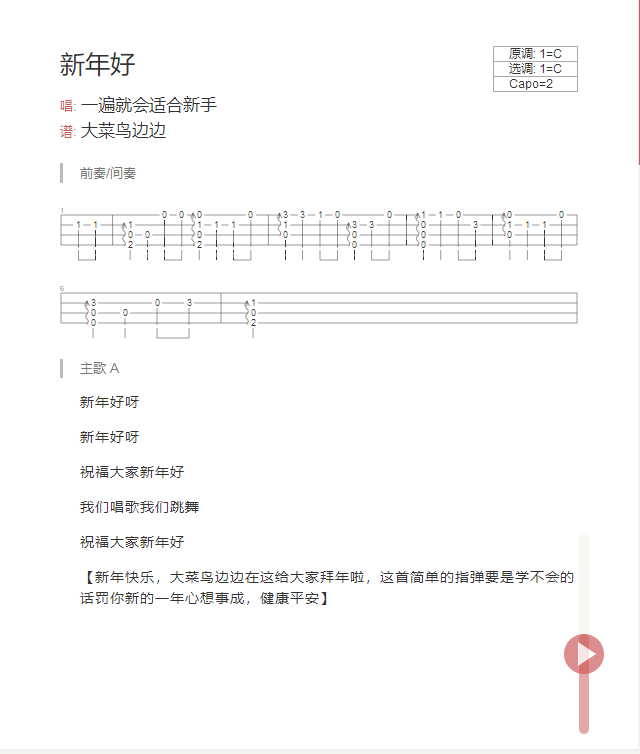 新年好
原调: 1=C
选调: 1=C
Capo=2
唱: 一遍就会适合新手
谱: 大菜鸟边边
前奏/间奏
1
0 0 0 0 3 3 1 0 0 1 1 0 0 0
1 1 1 1 1 1 1 3 3 0 3 1 1 1
0 0 0 0 0 0 0
2 2 0 0
6
3 0 3 1
0 0 0
0 2
主歌 A
新年好呀
新年好呀
祝福大家新年好
我们唱歌我们跳舞
祝福大家新年好
【新年快乐，大菜鸟边边在这给大家拜年啦，这首简单的指弹要是学不会的
话罚你新的一年心想事成，健康平安】